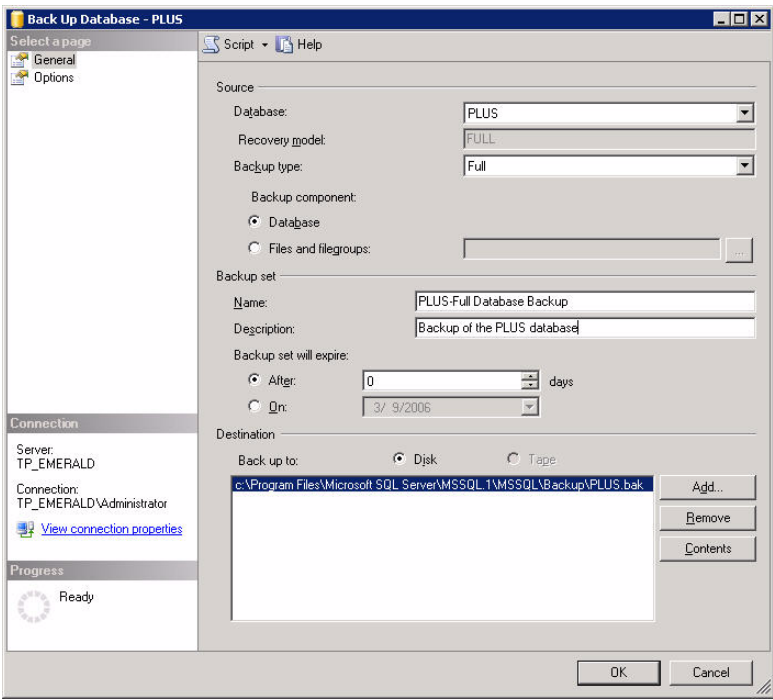 Back Up Database - PLUS
Select a page
General
Options
Script Help
Source
Database: PLUS
Recovery model: FULL
Backup type: Full
Backup component:
Database
Files and filegroups: ...
Backup set
Name: PLUS-Full Database Backup
Description: Backup of the PLUS database
Backup set will expire:
After: 0 days
On: 3/ 9/2006
Destination
Back up to: Disk Tape
c:\Program Files\Microsoft SQL Server\MSSQL.1\MSSQL\Backup\PLUS.bak
Add...
Remove
Contents
Connection
Server:
TP_EMERALD
Connection:
TP_EMERALD\Administrator
View connection properties
Progress
Ready
OK Cancel